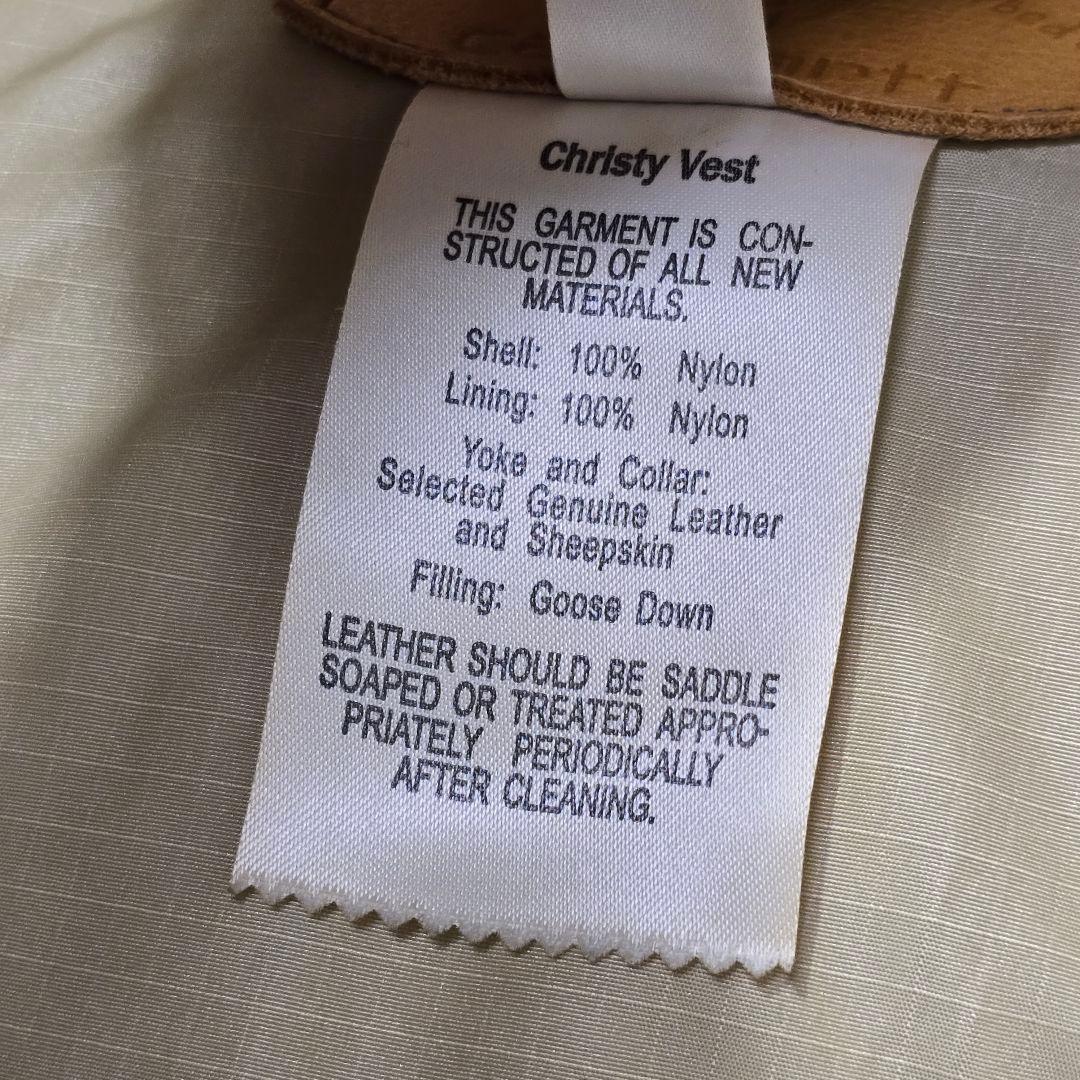 Christy Vest
THIS GARMENT IS CON-
STRUCTED OF ALL NEW
MATERIALS.
Shell: 100% Nylon
Lining: 100% Nylon
Yoke and Collar:
Selected Genuine Leather
and Sheepskin
Filling: Goose Down
LEATHER SHOULD BE SADDLE
SOAPED OR TREATED APPRO-
PRIATELY PERIODICALLY
AFTER CLEANING.